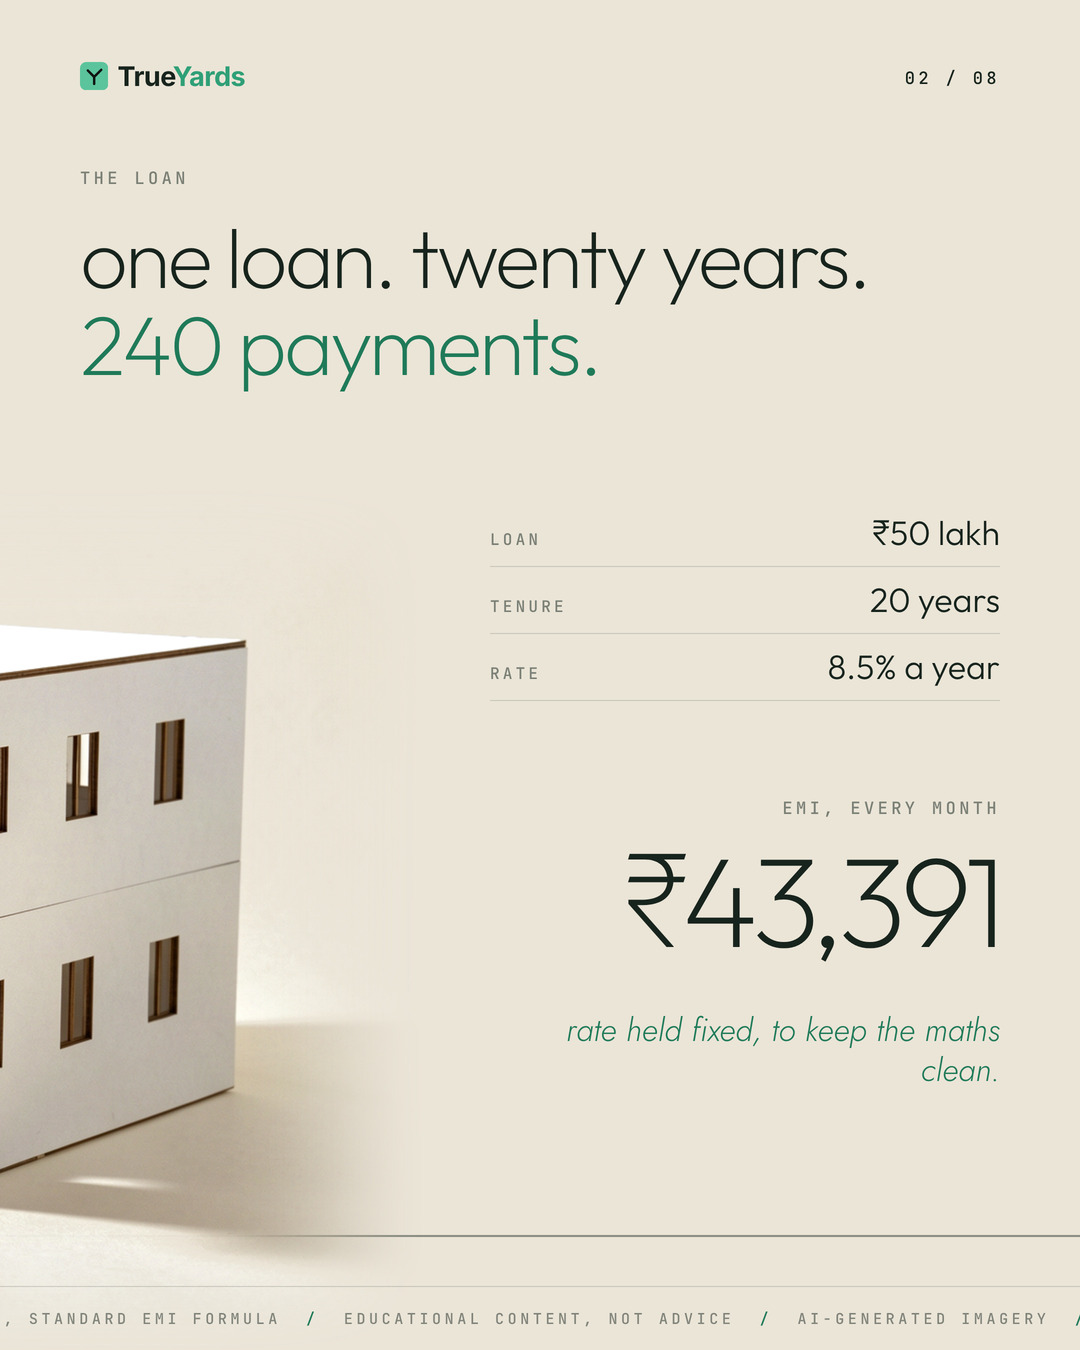 TrueYards
02 / 08
THE LOAN
one loan. twenty years.
240 payments.
LOAN ₹50 lakh
TENURE 20 years
RATE 8.5% a year
EMI, EVERY MONTH
₹43,391
rate held fixed, to keep the maths
clean.
, STANDARD EMI FORMULA / EDUCATIONAL CONTENT, NOT ADVICE / AI-GENERATED IMAGERY /